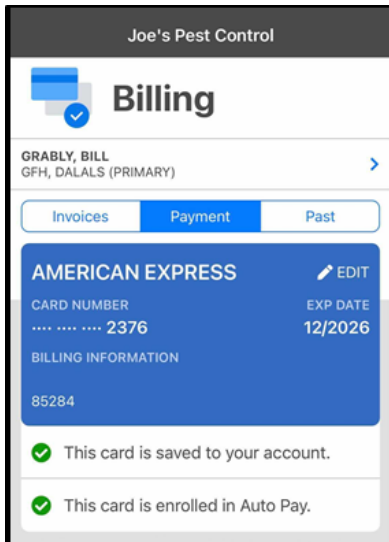 Joe's Pest Control
Billing
GRABLY, BILL
GFH, DALALS (PRIMARY)
Invoices Payment Past
AMERICAN EXPRESS EDIT
CARD NUMBER EXP DATE
.... .... .... 2376 12/2026
BILLING INFORMATION
85284
This card is saved to your account.
This card is enrolled in Auto Pay.